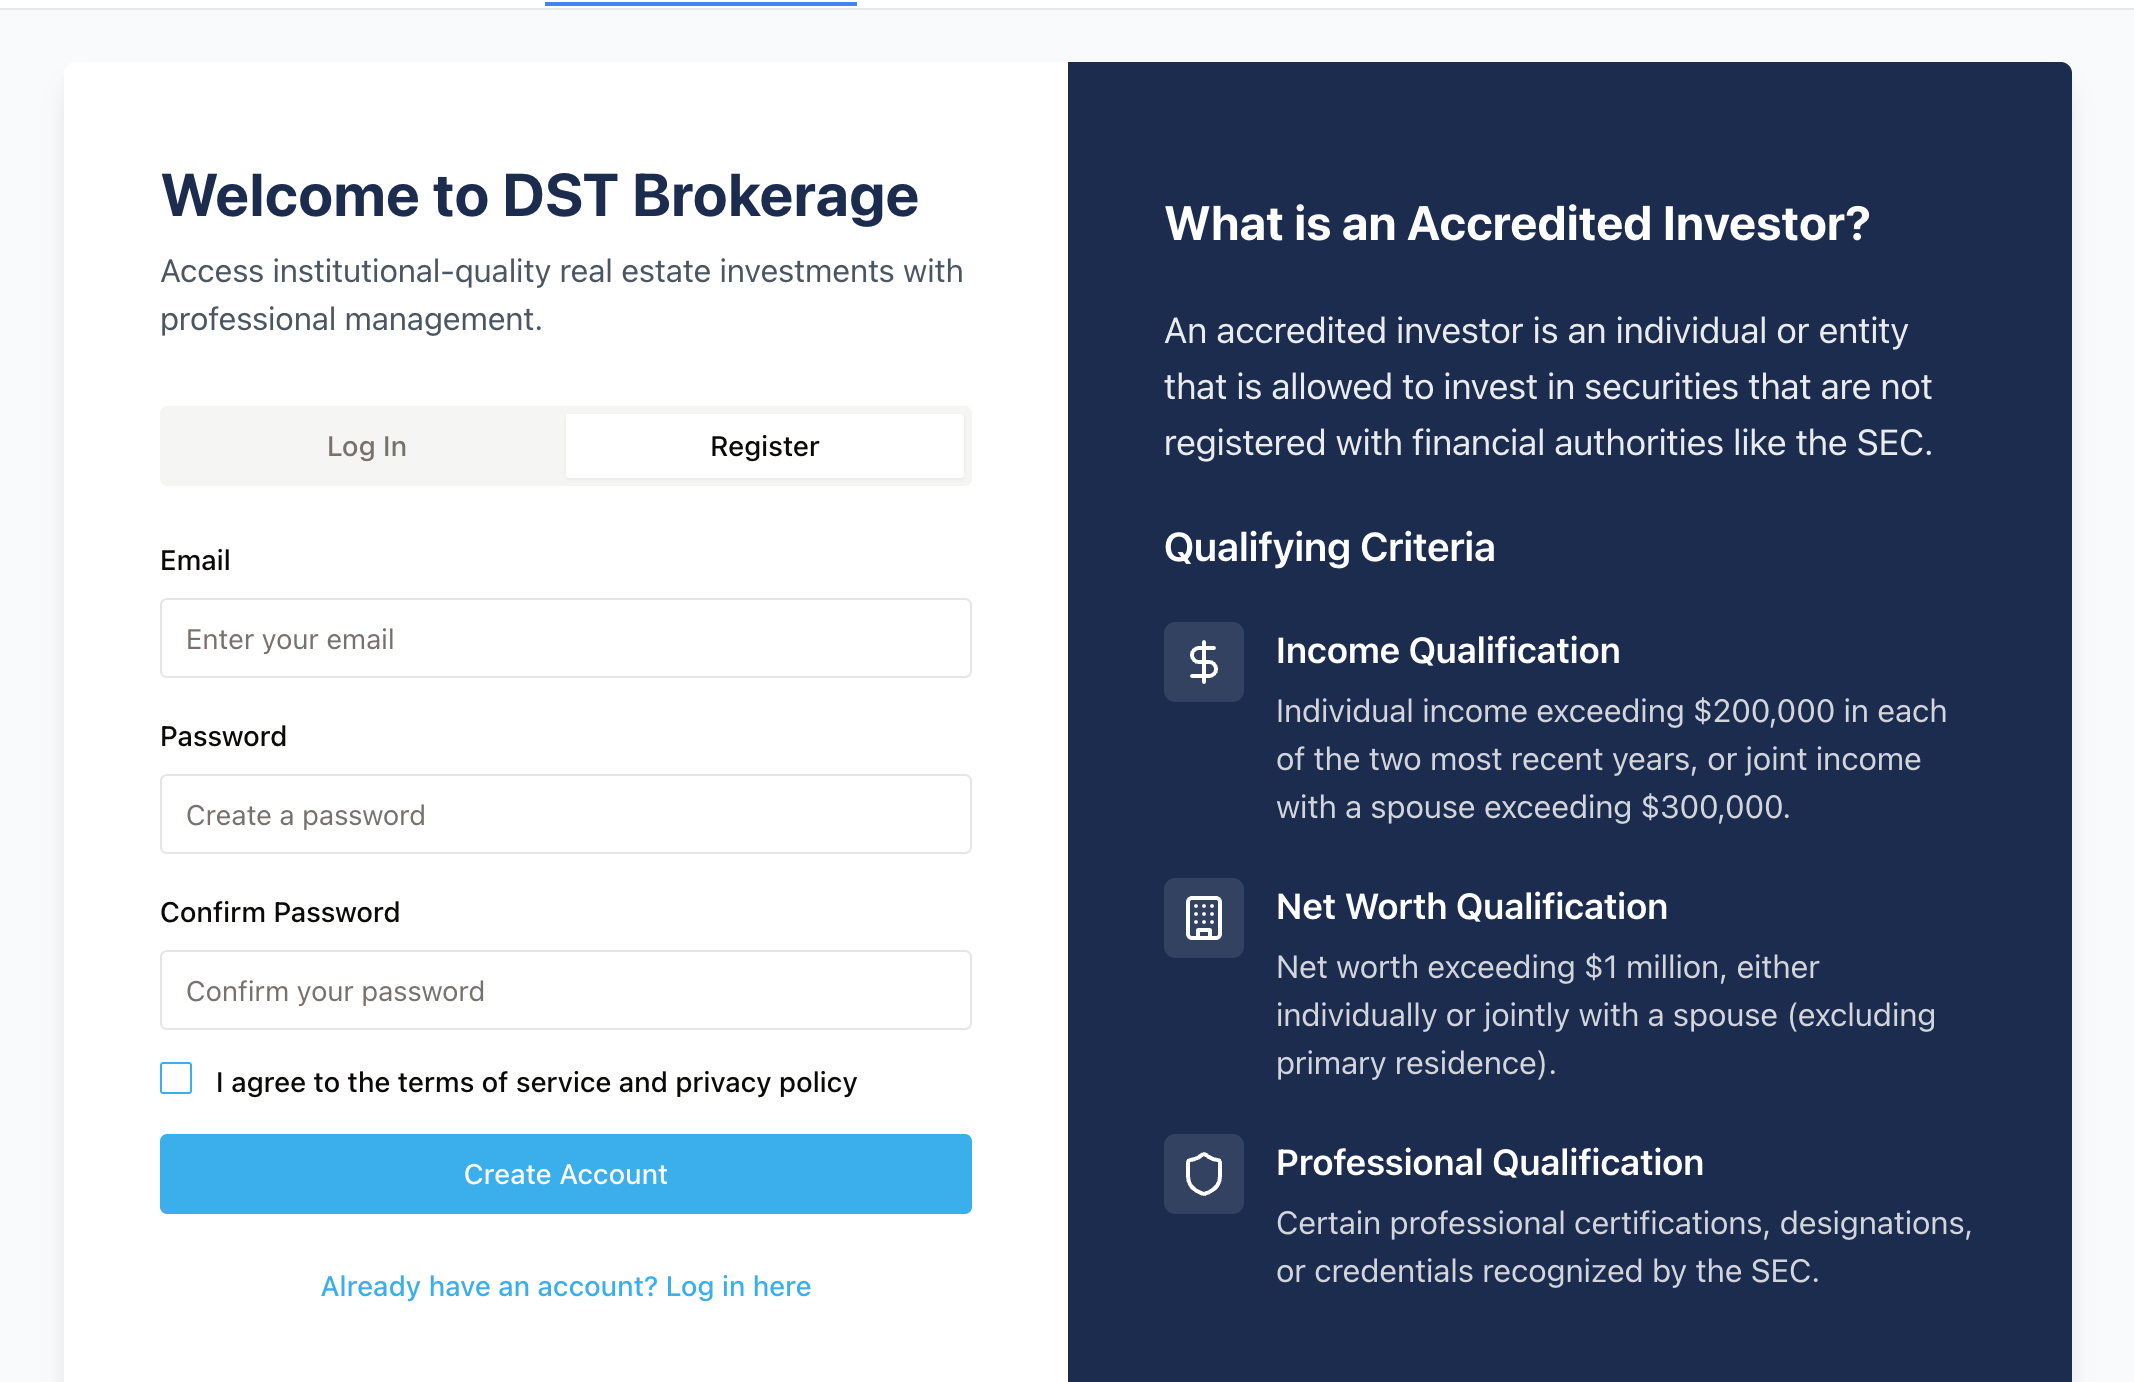 Welcome to DST Brokerage
Access institutional-quality real estate investments with
professional management.
Log In
Register
Email
Enter your email
Password
Create a password
Confirm Password
Confirm your password
I agree to the terms of service and privacy policy
Create Account
Already have an account? Log in here
What is an Accredited Investor?
An accredited investor is an individual or entity
that is allowed to invest in securities that are not
registered with financial authorities like the SEC.
Qualifying Criteria
Income Qualification
Individual income exceeding $200,000 in each
of the two most recent years, or joint income
with a spouse exceeding $300,000.
Net Worth Qualification
Net worth exceeding $1 million, either
individually or jointly with a spouse (excluding
primary residence).
Professional Qualification
Certain professional certifications, designations,
or credentials recognized by the SEC.